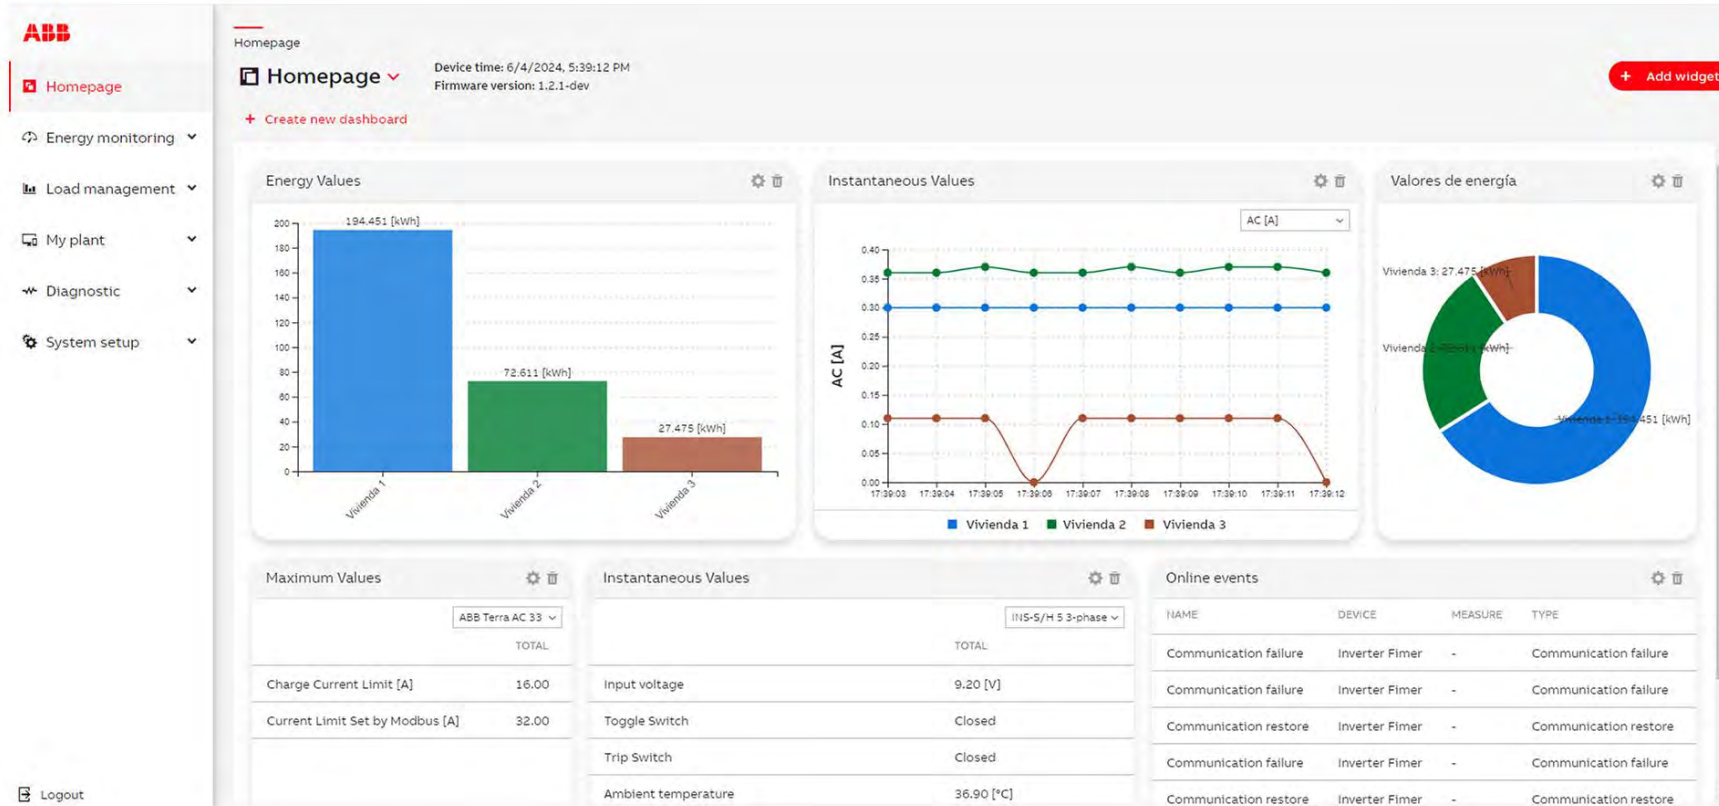 ABB
Homepage
Energy monitoring
Load management
My plant
Diagnostic
System setup
Logout
Homepage
Homepage
Device time: 6/4/2024, 5:39:12 PM
Firmware version: 1.2.1-dev
+ Add widget
+ Create new dashboard
Energy Values
200
180
160
140
120
100
80
60
40
20
0
194.451 [kWh]
72.611 [kWh]
27.475 [kWh]
Vivienda 1
Vivienda 2
Vivienda 3
Instantaneous Values
AC [A]
AC [A]
0.40
0.35
0.30
0.25
0.20
0.15
0.10
0.05
0.00
17:39:03 17:39:04 17:39:05 17:39:06 17:39:07 17:39:08 17:39:09 17:39:10 17:39:11 17:39:12
Vivienda 1 Vivienda 2 Vivienda 3
Valores de energía
Vivienda 3: 27.475 [kWh]
Vivienda 2: 72.611 [kWh]
Vivienda 1: 194.451 [kWh]
Maximum Values
ABB Terra AC 33
TOTAL
Charge Current Limit [A] 16.00
Current Limit Set by Modbus [A] 32.00
Instantaneous Values
INS-S/H 5 3-phase
TOTAL
Input voltage 9.20 [V]
Toggle Switch Closed
Trip Switch Closed
Ambient temperature 36.90 [°C]
Online events
NAME DEVICE MEASURE TYPE
Communication failure Inverter Fimer - Communication failure
Communication failure Inverter Fimer - Communication failure
Communication restore Inverter Fimer - Communication restore
Communication failure Inverter Fimer - Communication failure
Communication restore Inverter Fimer - Communication restore